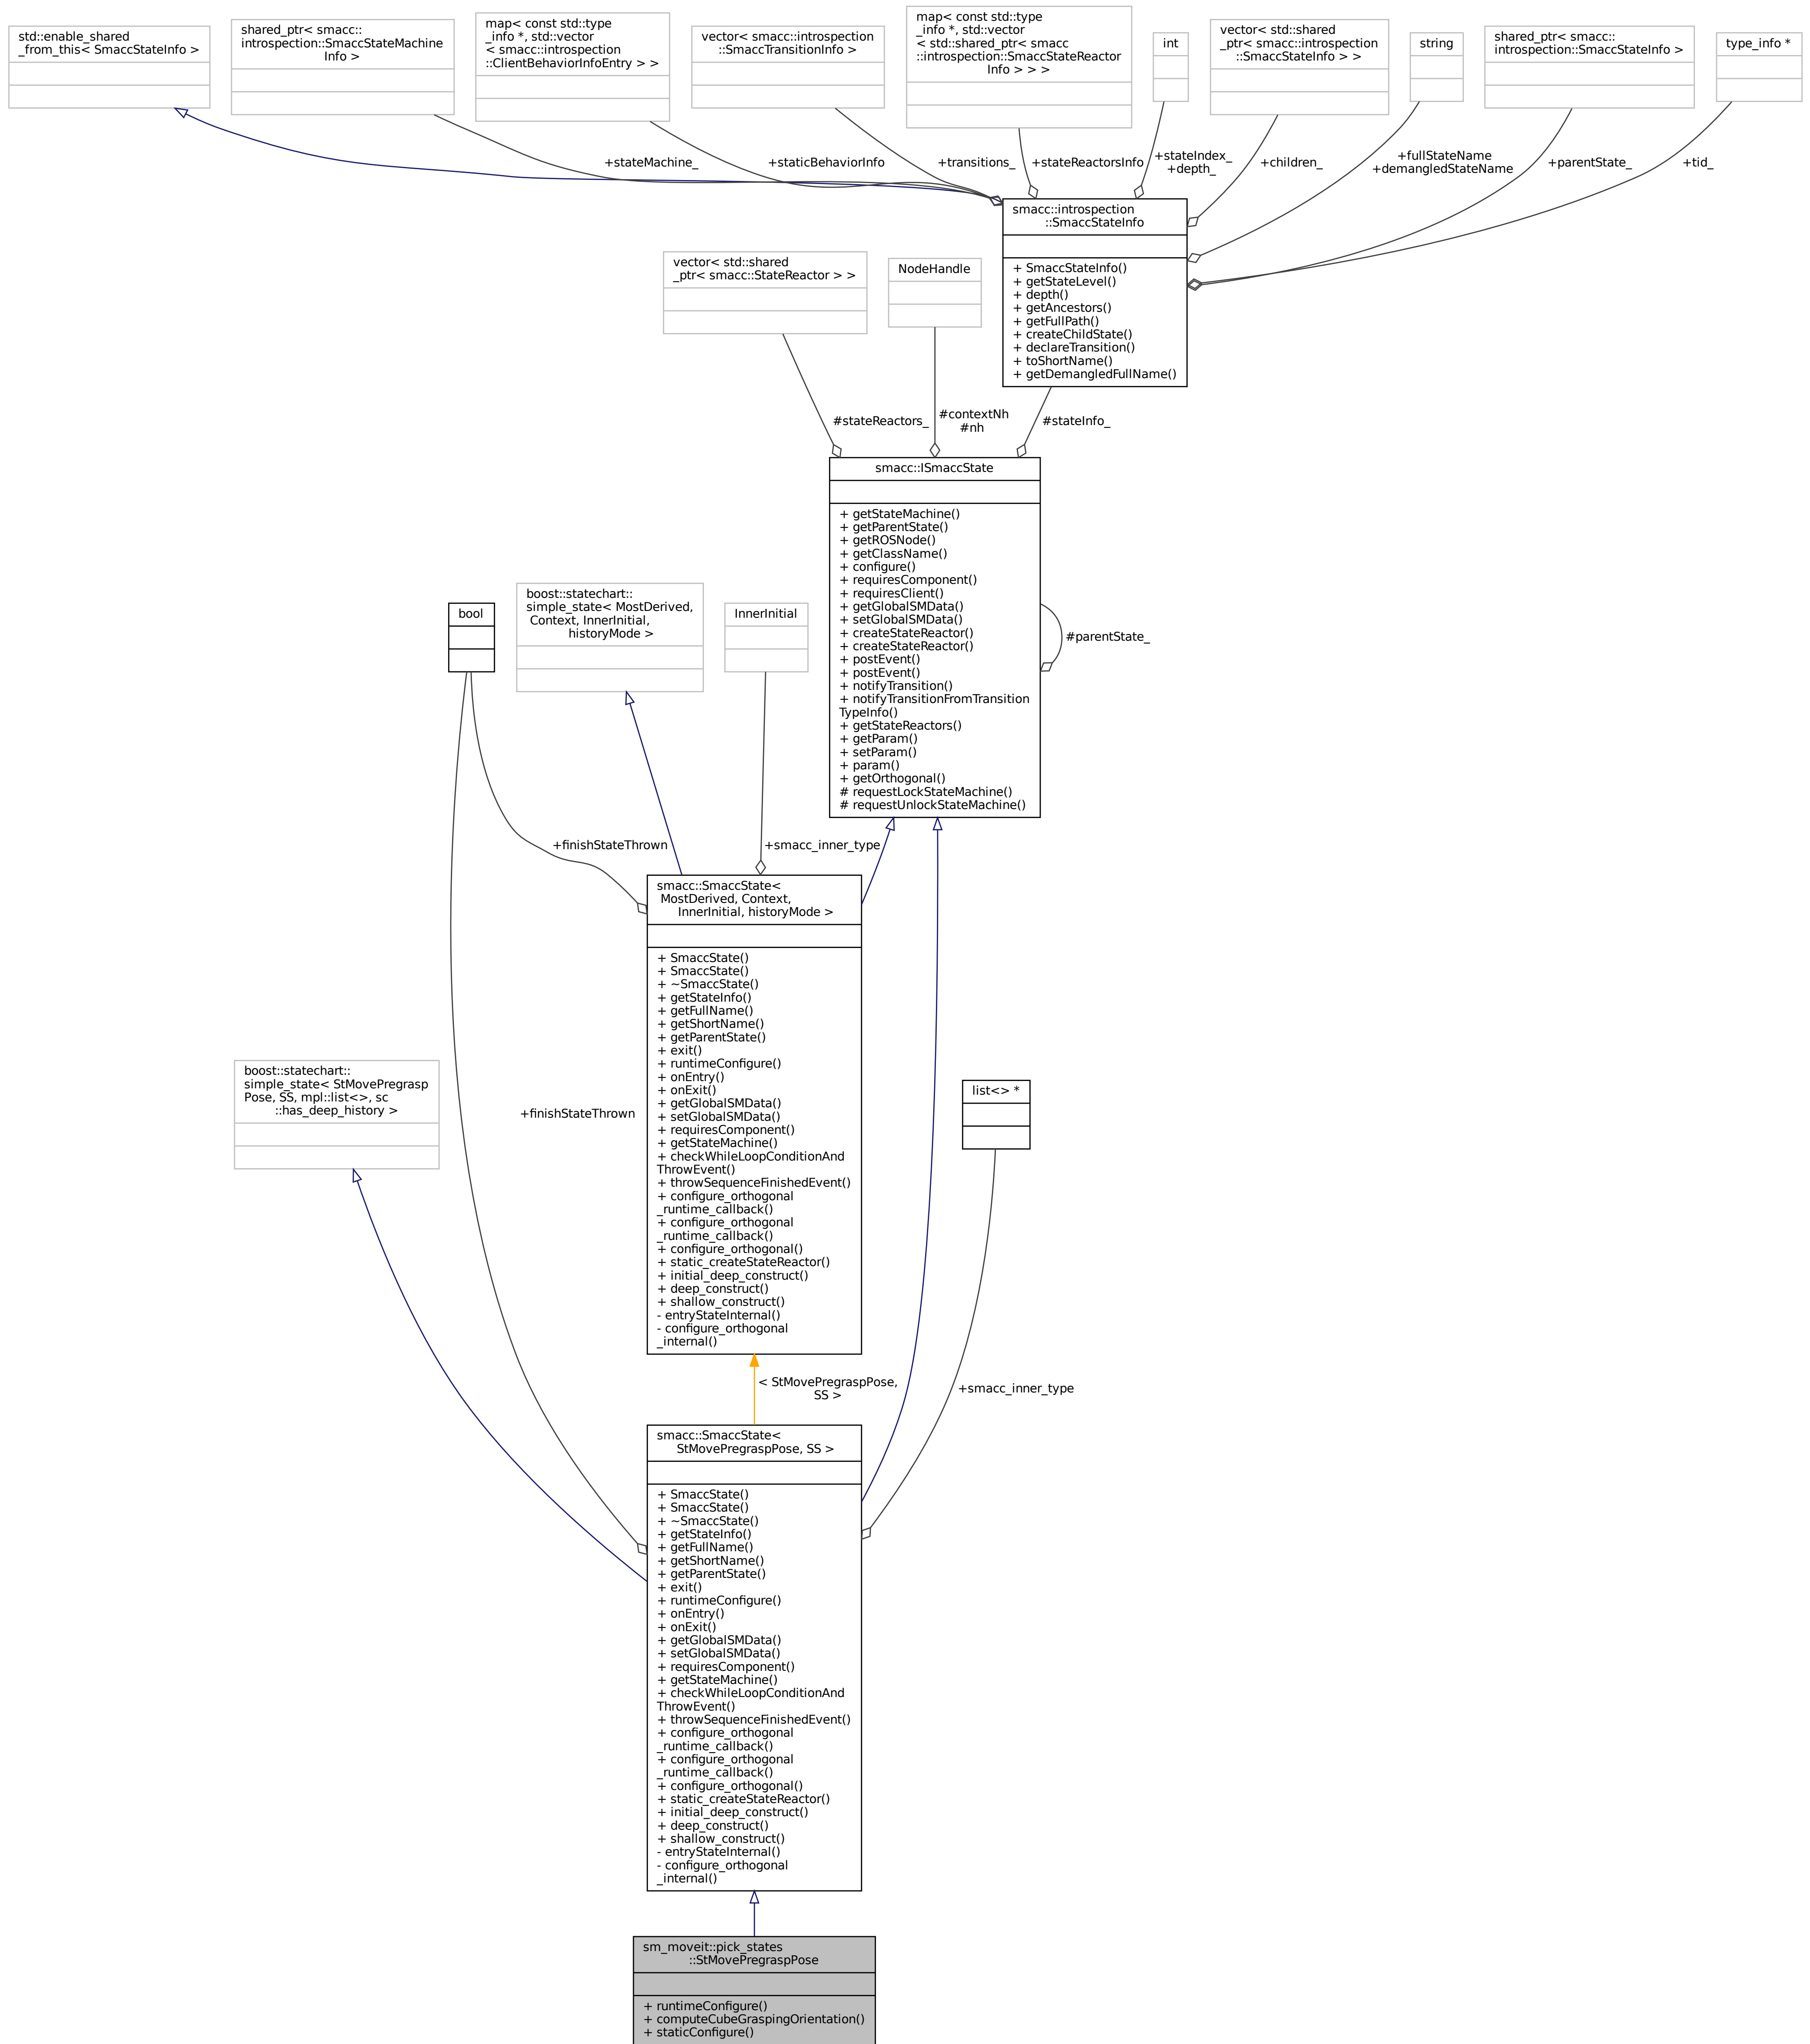 std::enable_shared
_from_this< SmaccStateInfo >
shared_ptr< smacc::
introspection::SmaccStateMachine
Info >
map< const std::type
_info *, std::vector
< smacc::introspection
::ClientBehaviorInfoEntry > >
vector< smacc::introspection
::SmaccTransitionInfo >
map< const std::type
_info *, std::vector
< std::shared_ptr< smacc
::introspection::SmaccStateReactor
Info > > >
int
vector< std::shared
_ptr< smacc::introspection
::SmaccStateInfo > >
string
shared_ptr< smacc::
introspection::SmaccStateInfo >
type_info *
+stateMachine_
+staticBehaviorInfo
+transitions_
+stateReactorsInfo
+stateIndex_
+depth_
+children_
+fullStateName
+demangledStateName
+parentState_
+tid_
smacc::introspection
::SmaccStateInfo
+ SmaccStateInfo()
+ getStateLevel()
+ depth()
+ getAncestors()
+ getFullPath()
+ createChildState()
+ declareTransition()
+ toShortName()
+ getDemangledFullName()
vector< std::shared
_ptr< smacc::StateReactor > >
NodeHandle
#stateReactors_
#contextNh
#nh
#stateInfo_
smacc::ISmaccState
+ getStateMachine()
+ getParentState()
+ getROSNode()
+ getClassName()
+ configure()
+ requiresComponent()
+ requiresClient()
+ getGlobalSMData()
+ setGlobalSMData()
+ createStateReactor()
+ createStateReactor()
+ postEvent()
+ postEvent()
+ notifyTransition()
+ notifyTransitionFromTransition
TypeInfo()
+ getStateReactors()
+ getParam()
+ setParam()
+ param()
+ getOrthogonal()
# requestLockStateMachine()
# requestUnlockStateMachine()
#parentState_
bool
boost::statechart::
simple_state< MostDerived,
Context, InnerInitial,
historyMode >
InnerInitial
+finishStateThrown
+smacc_inner_type
smacc::SmaccState<
MostDerived, Context,
InnerInitial, historyMode >
+ SmaccState()
+ SmaccState()
+ ~SmaccState()
+ getStateInfo()
+ getFullName()
+ getShortName()
+ getParentState()
+ exit()
+ runtimeConfigure()
+ onEntry()
+ onExit()
+ getGlobalSMData()
+ setGlobalSMData()
+ requiresComponent()
+ getStateMachine()
+ checkWhileLoopConditionAnd
ThrowEvent()
+ throwSequenceFinishedEvent()
+ configure_orthogonal
_runtime_callback()
+ configure_orthogonal
_runtime_callback()
+ configure_orthogonal()
+ static_createStateReactor()
+ initial_deep_construct()
+ deep_construct()
+ shallow_construct()
- entryStateInternal()
- configure_orthogonal
_internal()
boost::statechart::
simple_state< StMovePregrasp
Pose, SS, mpl::list<>, sc
::has_deep_history >
+finishStateThrown
list<> *
< StMovePregraspPose,
SS >
+smacc_inner_type
smacc::SmaccState<
StMovePregraspPose, SS >
+ SmaccState()
+ SmaccState()
+ ~SmaccState()
+ getStateInfo()
+ getFullName()
+ getShortName()
+ getParentState()
+ exit()
+ runtimeConfigure()
+ onEntry()
+ onExit()
+ getGlobalSMData()
+ setGlobalSMData()
+ requiresComponent()
+ getStateMachine()
+ checkWhileLoopConditionAnd
ThrowEvent()
+ throwSequenceFinishedEvent()
+ configure_orthogonal
_runtime_callback()
+ configure_orthogonal
_runtime_callback()
+ configure_orthogonal()
+ static_createStateReactor()
+ initial_deep_construct()
+ deep_construct()
+ shallow_construct()
- entryStateInternal()
- configure_orthogonal
_internal()
sm_moveit::pick_states
::StMovePregraspPose
+ runtimeConfigure()
+ computeCubeGraspingOrientation()
+ staticConfigure()